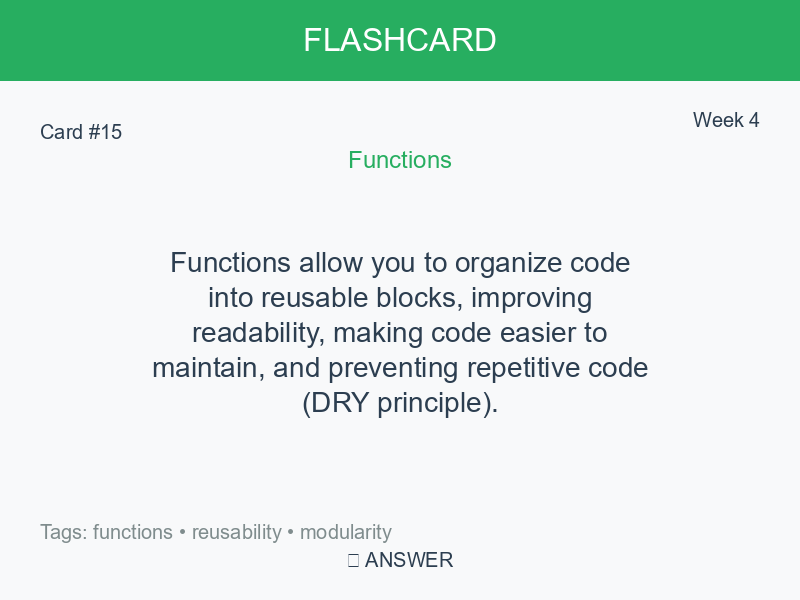 FLASHCARD
Card #15
Week 4
Functions
Functions allow you to organize code
into reusable blocks, improving
readability, making code easier to
maintain, and preventing repetitive code
(DRY principle).
Tags: functions • reusability • modularity
ANSWER